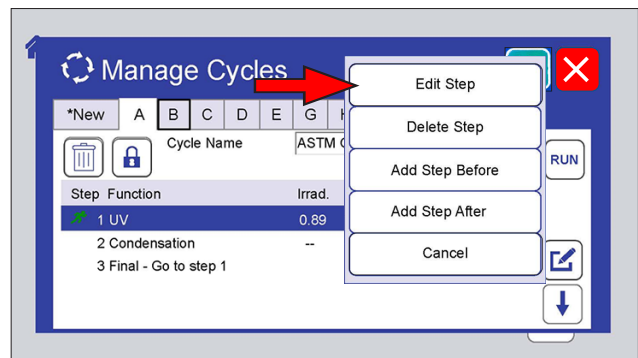 Manage Cycles
*New A B C D E G
Cycle Name ASTM
RUN
Step Function Irrad.
1 UV 0.89
2 Condensation --
3 Final - Go to step 1
Edit Step
Delete Step
Add Step Before
Add Step After
Cancel